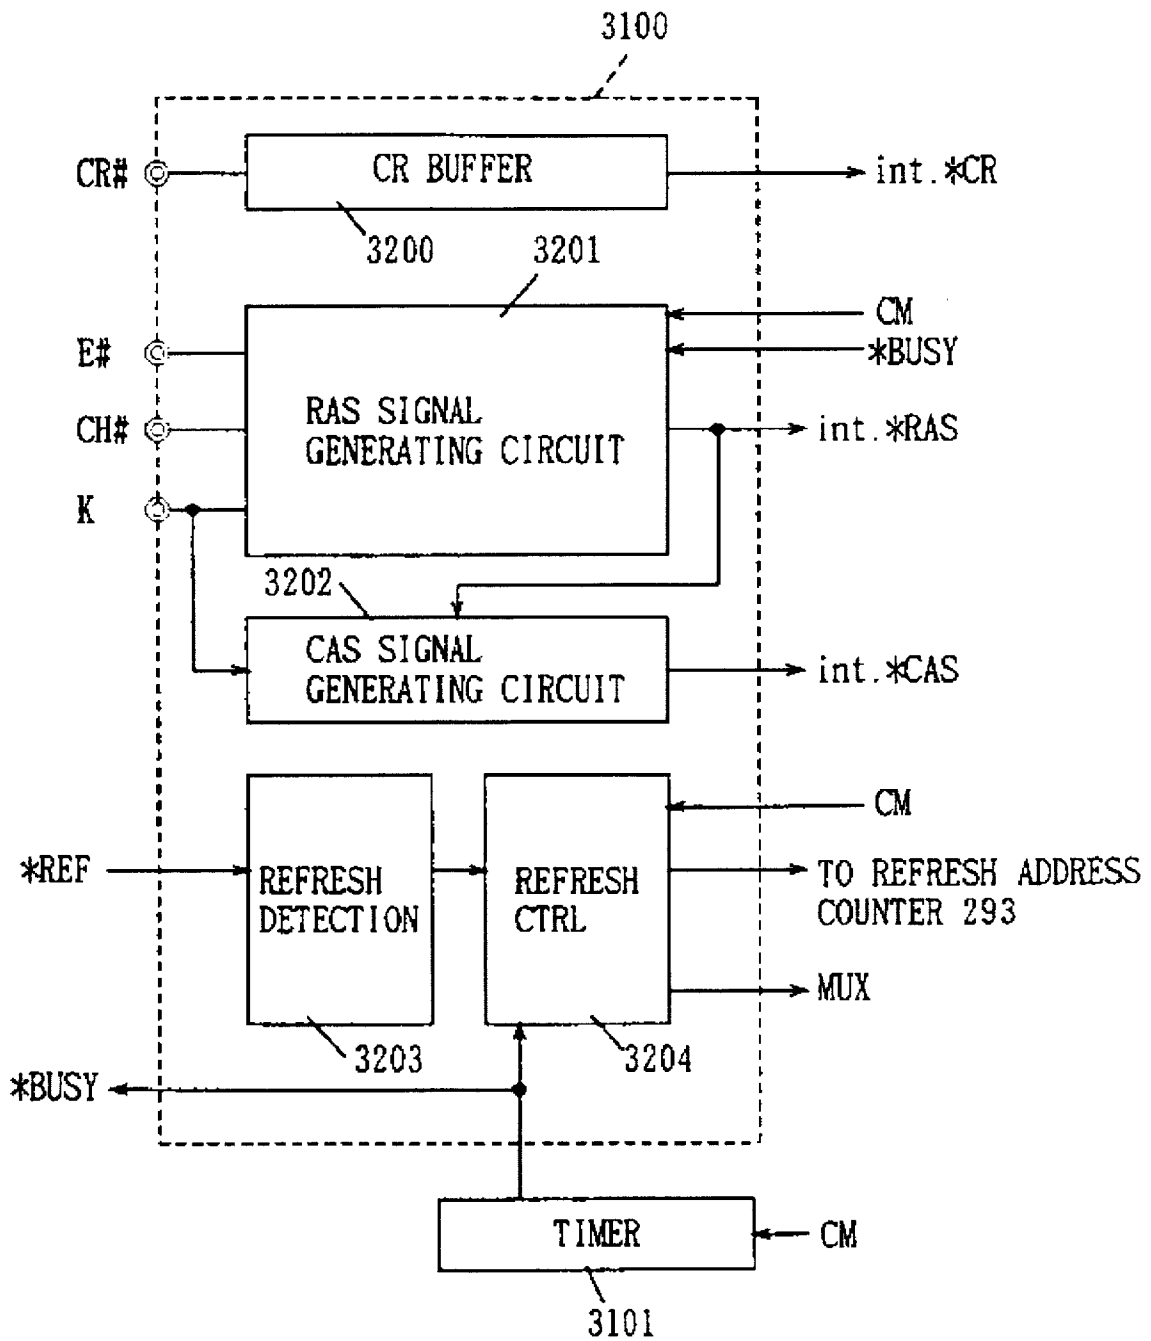 3100
CR#
CR BUFFER
int.*CR
3200
3201
CM
E#
*BUSY
CH#
RAS SIGNAL
GENERATING CIRCUIT
int.*RAS
K
3202
CAS SIGNAL
GENERATING CIRCUIT
int.*CAS
CM
*REF
REFRESH
DETECTION
REFRESH
CTRL
TO REFRESH ADDRESS
COUNTER 293
MUX
3203
3204
*BUSY
TIMER
CM
3101